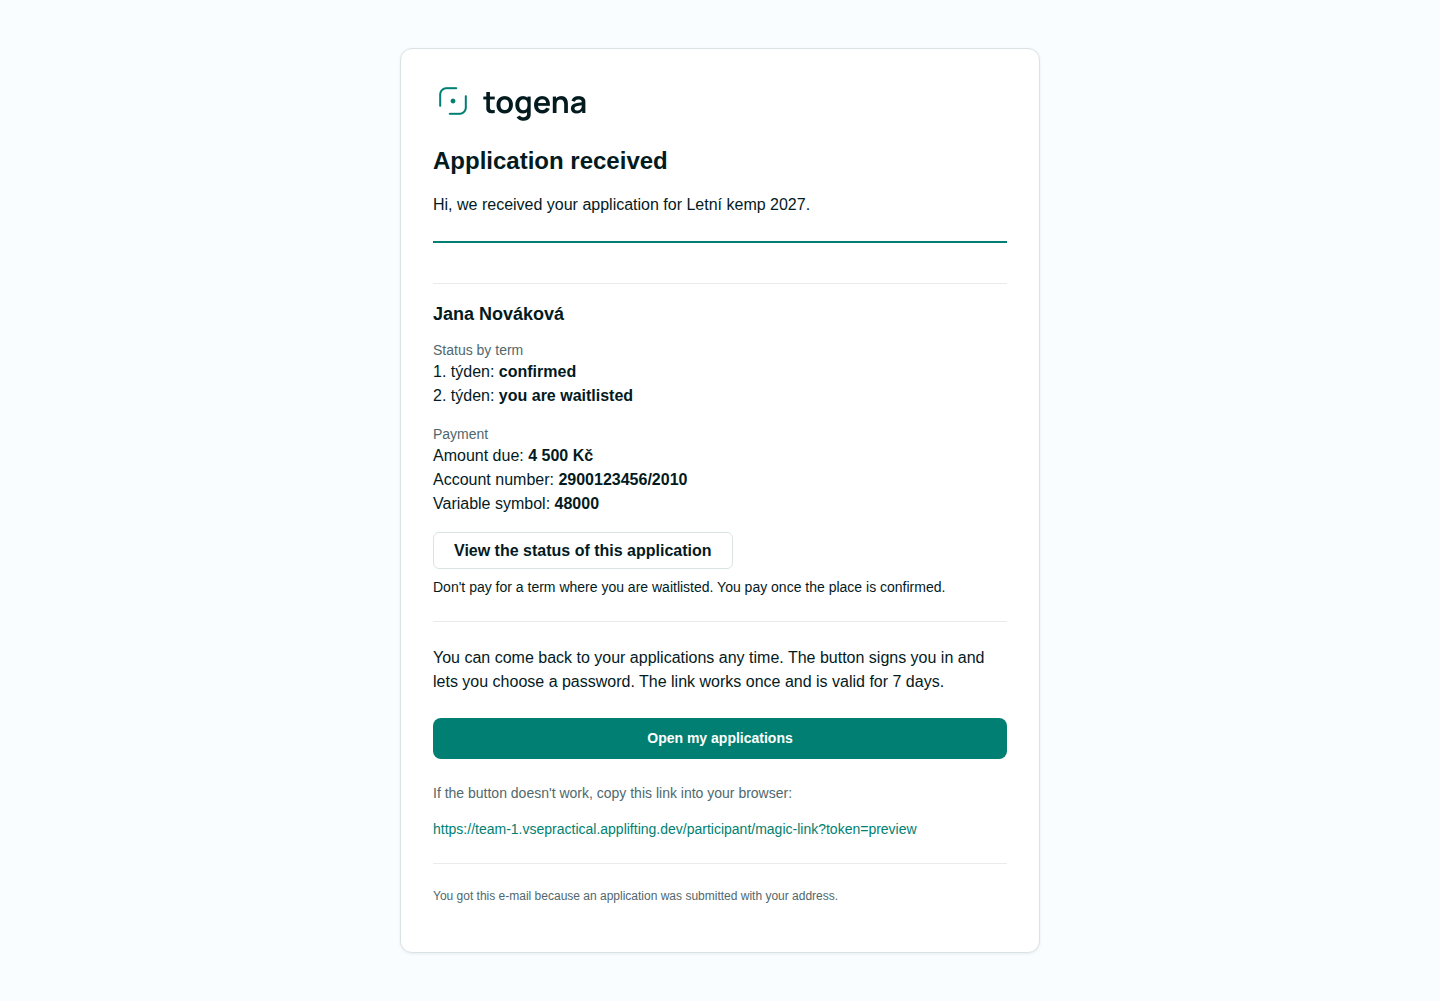 togena
Application received
Hi, we received your application for Letní kemp 2027.
Jana Nováková
Status by term
1. týden: confirmed
2. týden: you are waitlisted
Payment
Amount due: 4 500 Kč
Account number: 2900123456/2010
Variable symbol: 48000
View the status of this application
Don't pay for a term where you are waitlisted. You pay once the place is confirmed.
You can come back to your applications any time. The button signs you in and
lets you choose a password. The link works once and is valid for 7 days.
Open my applications
If the button doesn't work, copy this link into your browser:
https://team-1.vsepractical.applifting.dev/participant/magic-link?token=preview
You got this e-mail because an application was submitted with your address.